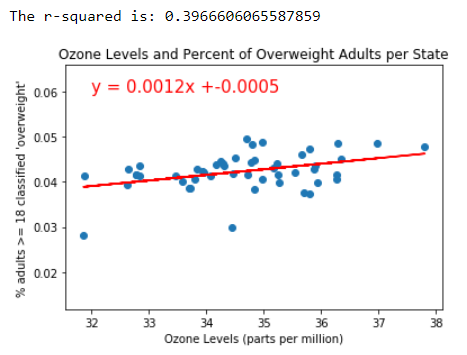 The r-squared is: 0.3966606065587859
Ozone Levels and Percent of Overweight Adults per State
y = 0.0012x +-0.0005
% adults >= 18 classified 'overweight'
0.06
0.05
0.04
0.03
0.02
32 33 34 35 36 37 38
Ozone Levels (parts per million)